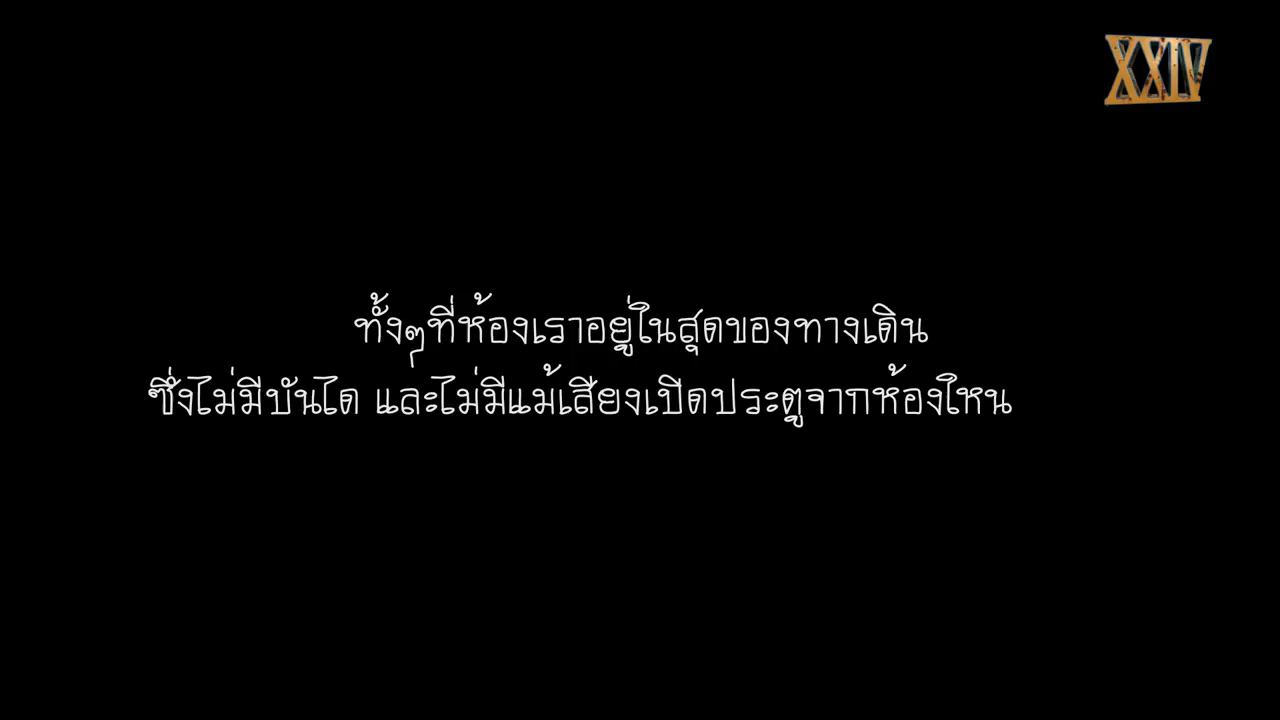 XXIV
ทั้งๆที่ห้องเราอยู่ในสุดของทางเดิน
ซึ่งไม่มีบันได และไม่มีแม้เสียงเปิดประตูจากห้องใหน